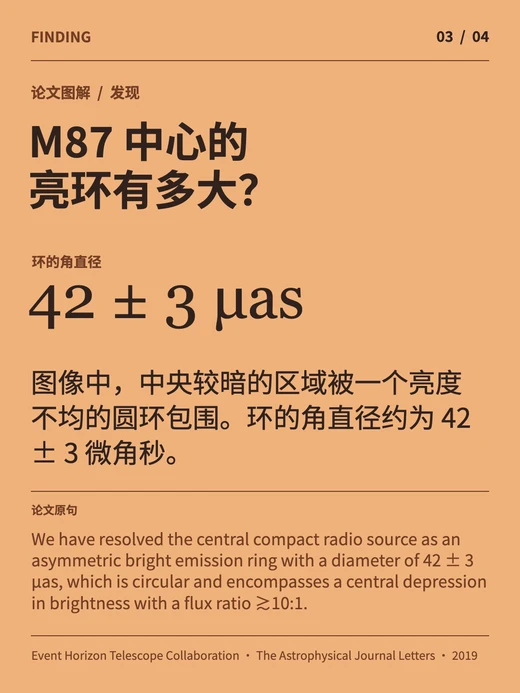 FINDING
03 / 04
论文图解 / 发现
M87 中心的
亮环有多大?
环的角直径
42 ± 3 μas
图像中，中央较暗的区域被一个亮度
不均的圆环包围。环的角直径约为 42
± 3 微角秒。
论文原句
We have resolved the central compact radio source as an
asymmetric bright emission ring with a diameter of 42 ± 3
μas, which is circular and encompasses a central depression
in brightness with a flux ratio ≳10:1.
Event Horizon Telescope Collaboration · The Astrophysical Journal Letters · 2019